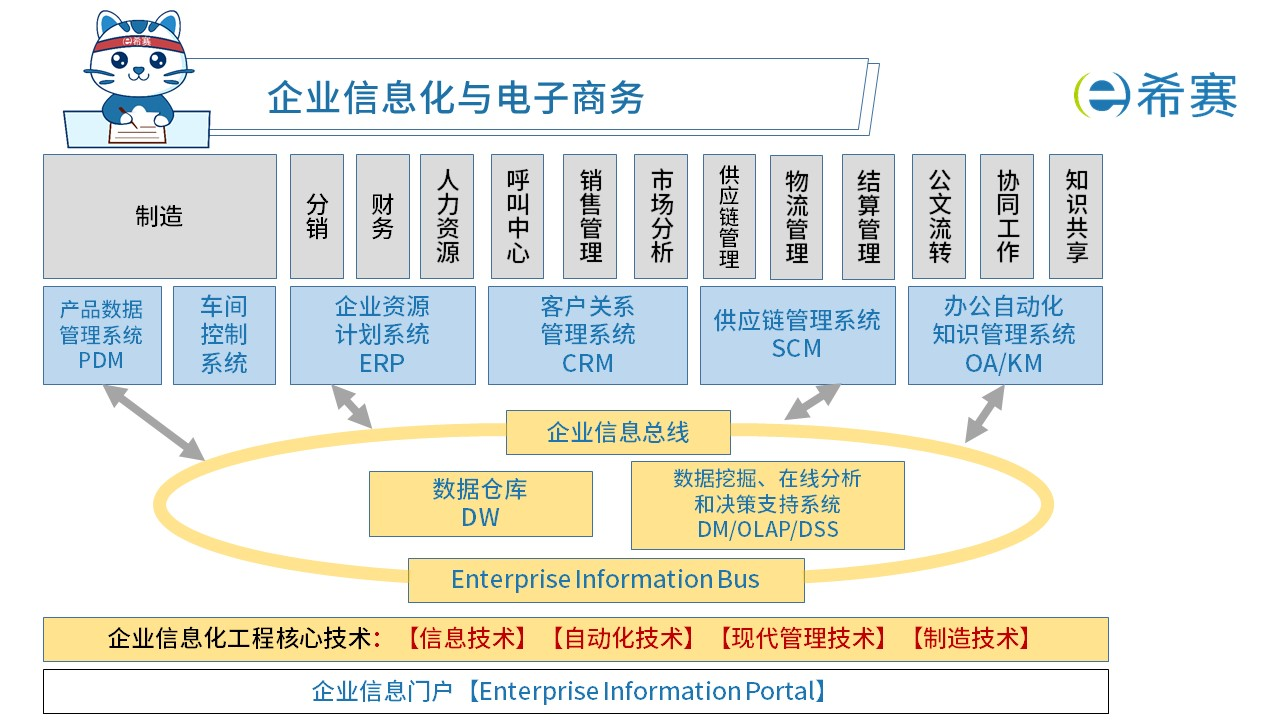 希赛
企业信息化与电子商务
希赛
制造
分销
财务
人力资源
呼叫中心
销售管理
市场分析
供应链管理
物流管理
结算管理
公文流转
协同工作
知识共享
产品数据
管理系统
PDM
车间
控制
系统
企业资源
计划系统
ERP
客户关系
管理系统
CRM
供应链管理系统
SCM
办公自动化
知识管理系统
OA/KM
企业信息总线
数据仓库
DW
数据挖掘、在线分析
和决策支持系统
DM/OLAP/DSS
Enterprise Information Bus
企业信息化工程核心技术：【信息技术】【自动化技术】【现代管理技术】【制造技术】
企业信息门户【Enterprise Information Portal】